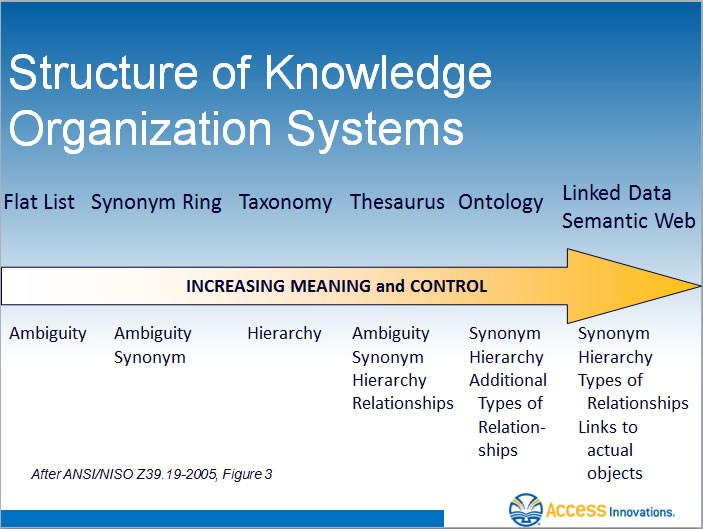 Structure of Knowledge
Organization Systems
Flat List
Synonym Ring
Taxonomy
Thesaurus
Ontology
Linked Data
Semantic Web
INCREASING MEANING and CONTROL
Ambiguity
Ambiguity
Synonym
Hierarchy
Ambiguity
Synonym
Hierarchy
Relationships
Synonym
Hierarchy
Additional
Types of
Relation-
ships
Synonym
Hierarchy
Types of
Relationships
Links to
actual
objects
After ANSI/NISO Z39.19-2005, Figure 3
Access Innovations.